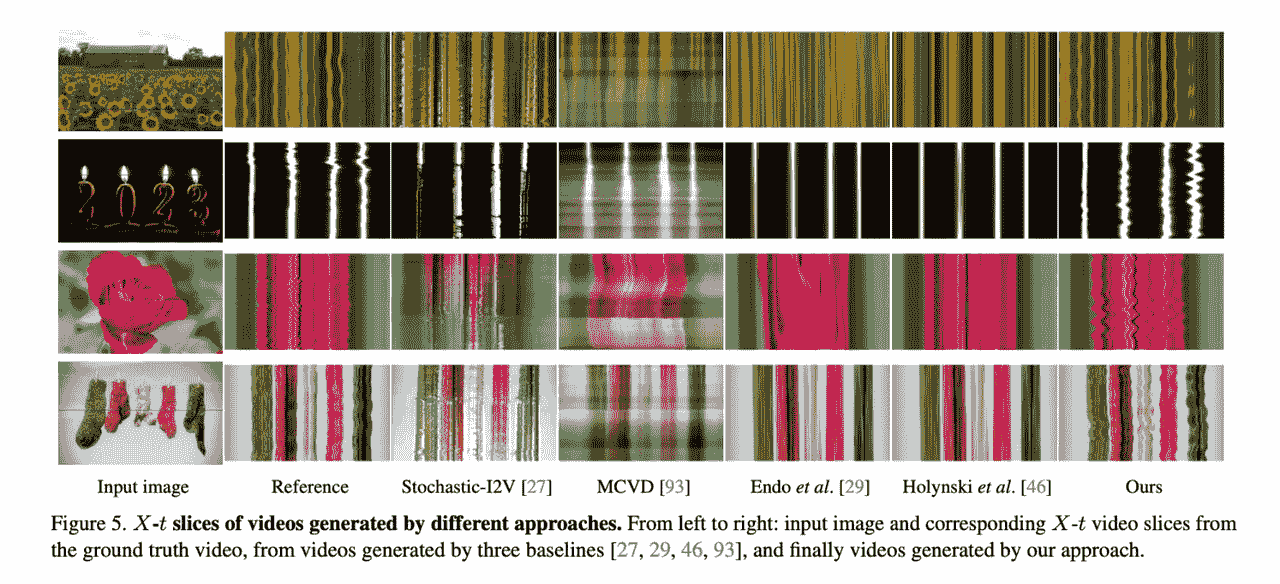 Input image Reference Stochastic-I2V [27] MCVD [93] Endo et al. [29] Holynski et al. [46] Ours
Figure 5. X-t slices of videos generated by different approaches. From left to right: input image and corresponding X-t video slices from
the ground truth video, from videos generated by three baselines [27, 29, 46, 93], and finally videos generated by our approach.